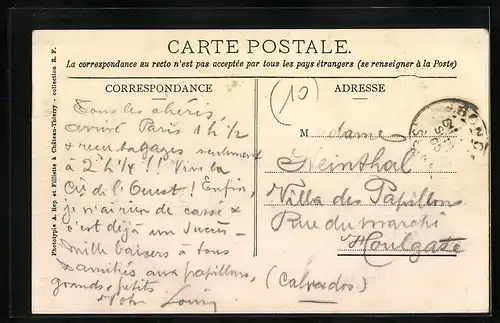 CARTE POSTALE.
La correspondance au recto n'est pas acceptée par tous les pays étrangers (se renseigner à la Poste)
CORRESPONDANCE
ADRESSE
Phototypie A. Rep et Filliette à Château-Thierry - collection R. F.
Tous les chéris
arrivé Paris 1 h ½
& reçu bagages seulement
à 2 h ¼ !! Vive la
Cie de l'Ouest ! Enfin,
je n'ai rien de cassé &
c'est déjà un succès
mille baisers à tous
& amitiés aux papillons,
grands & petits
Votre Louis
(10)
Madame
Steinthal
Villa des Papillons
Rue du marché
Houlgate
(Calvados)